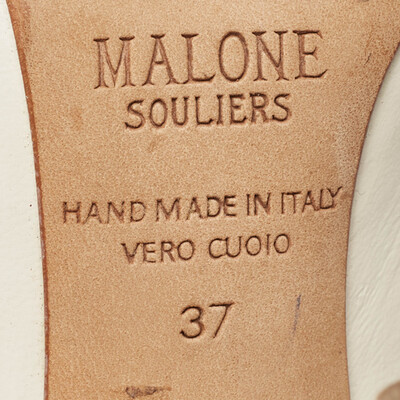 MALONE
SOULIERS
HAND MADE IN ITALY
VERO CUOIO
37